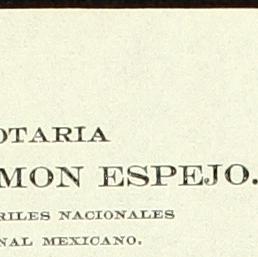 OTARIA
MON ESPEJO.
RILES NACIONALES
NAL MEXICANO.